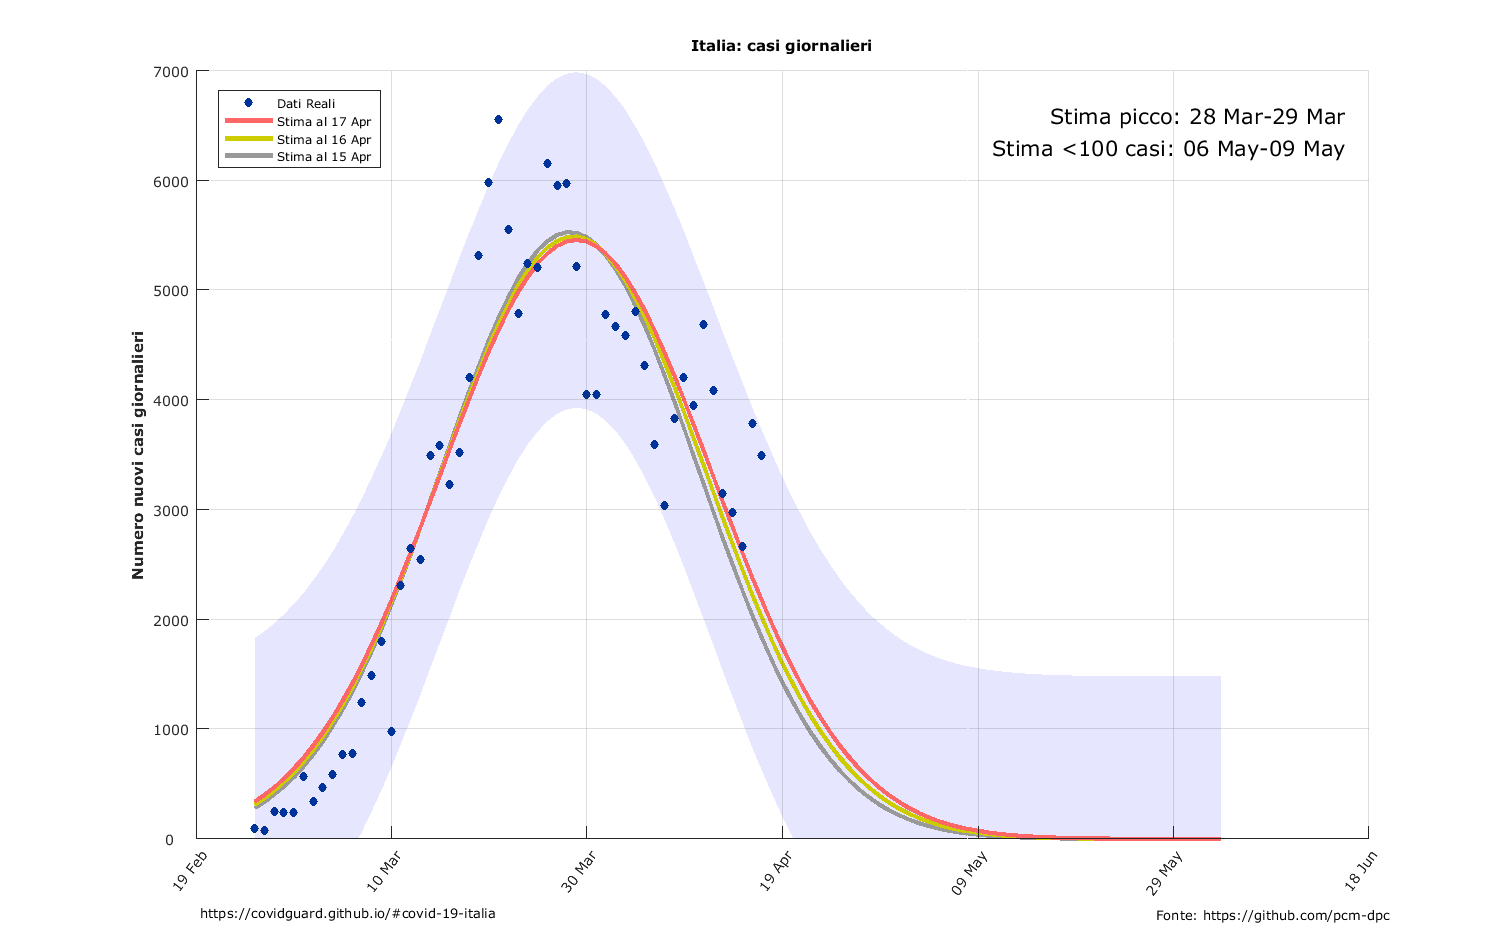 Italia: casi giornalieri
Dati Reali
Stima al 17 Apr
Stima al 16 Apr
Stima al 15 Apr
Stima picco: 28 Mar-29 Mar
Stima <100 casi: 06 May-09 May
Numero nuovi casi giornalieri
7000
6000
5000
4000
3000
2000
1000
0
19 Feb
10 Mar
30 Mar
19 Apr
09 May
29 May
18 Jun
https://covidguard.github.io/#covid-19-italia
Fonte: https://github.com/pcm-dpc